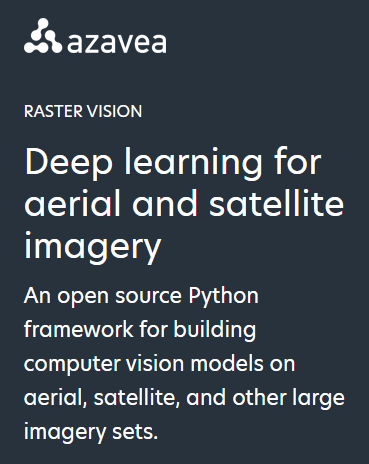 azavea
RASTER VISION
Deep learning for
aerial and satellite
imagery
An open source Python
framework for building
computer vision models on
aerial, satellite, and other large
imagery sets.